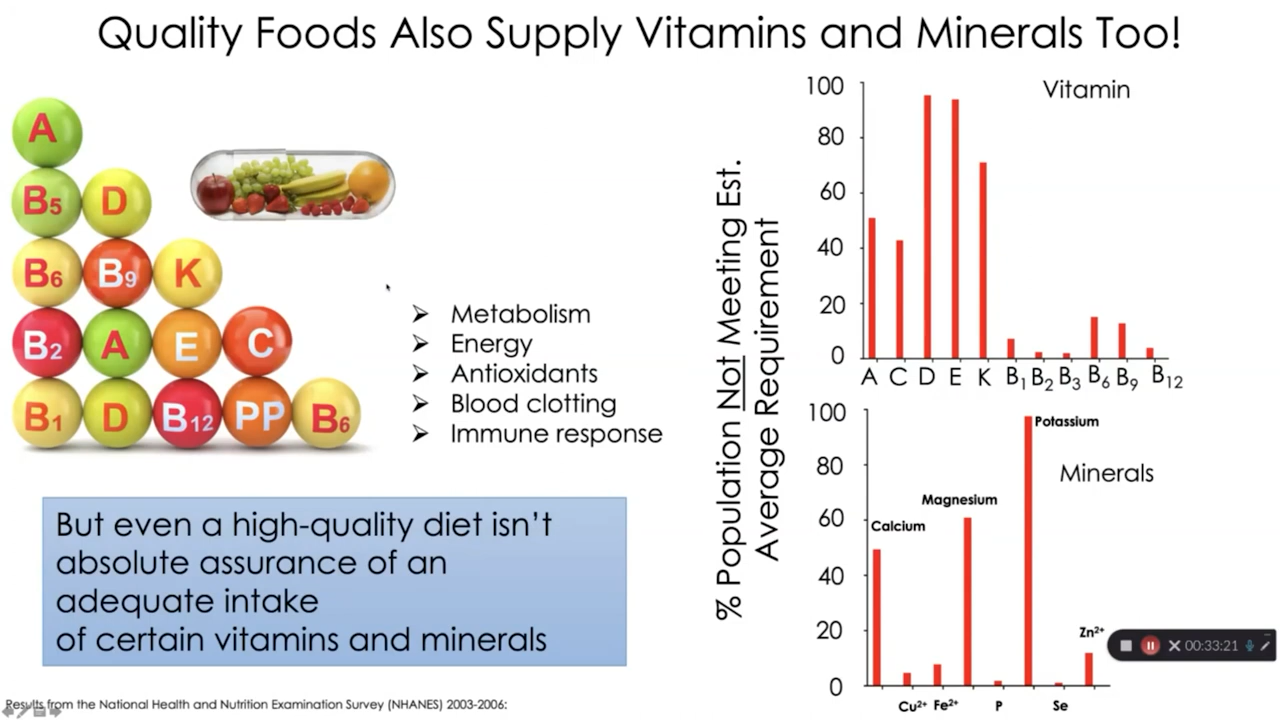 Quality Foods Also Supply Vitamins and Minerals Too!
A
B5 D
B6 B9 K
B2 A E C
B1 D B12 PP B6
➢ Metabolism
➢ Energy
➢ Antioxidants
➢ Blood clotting
➢ Immune response
But even a high-quality diet isn't
absolute assurance of an
adequate intake
of certain vitamins and minerals
Results from the National Health and Nutrition Examination Survey (NHANES) 2003-2006:
% Population Not Meeting Est.
Average Requirement
Vitamin
100
80
60
40
20
0
A C D E K B1 B2 B3 B6 B9 B12
Minerals
100
80
60
40
20
0
Calcium
Magnesium
Potassium
Zn2+
Cu2+ Fe2+ P Se
00:33:21